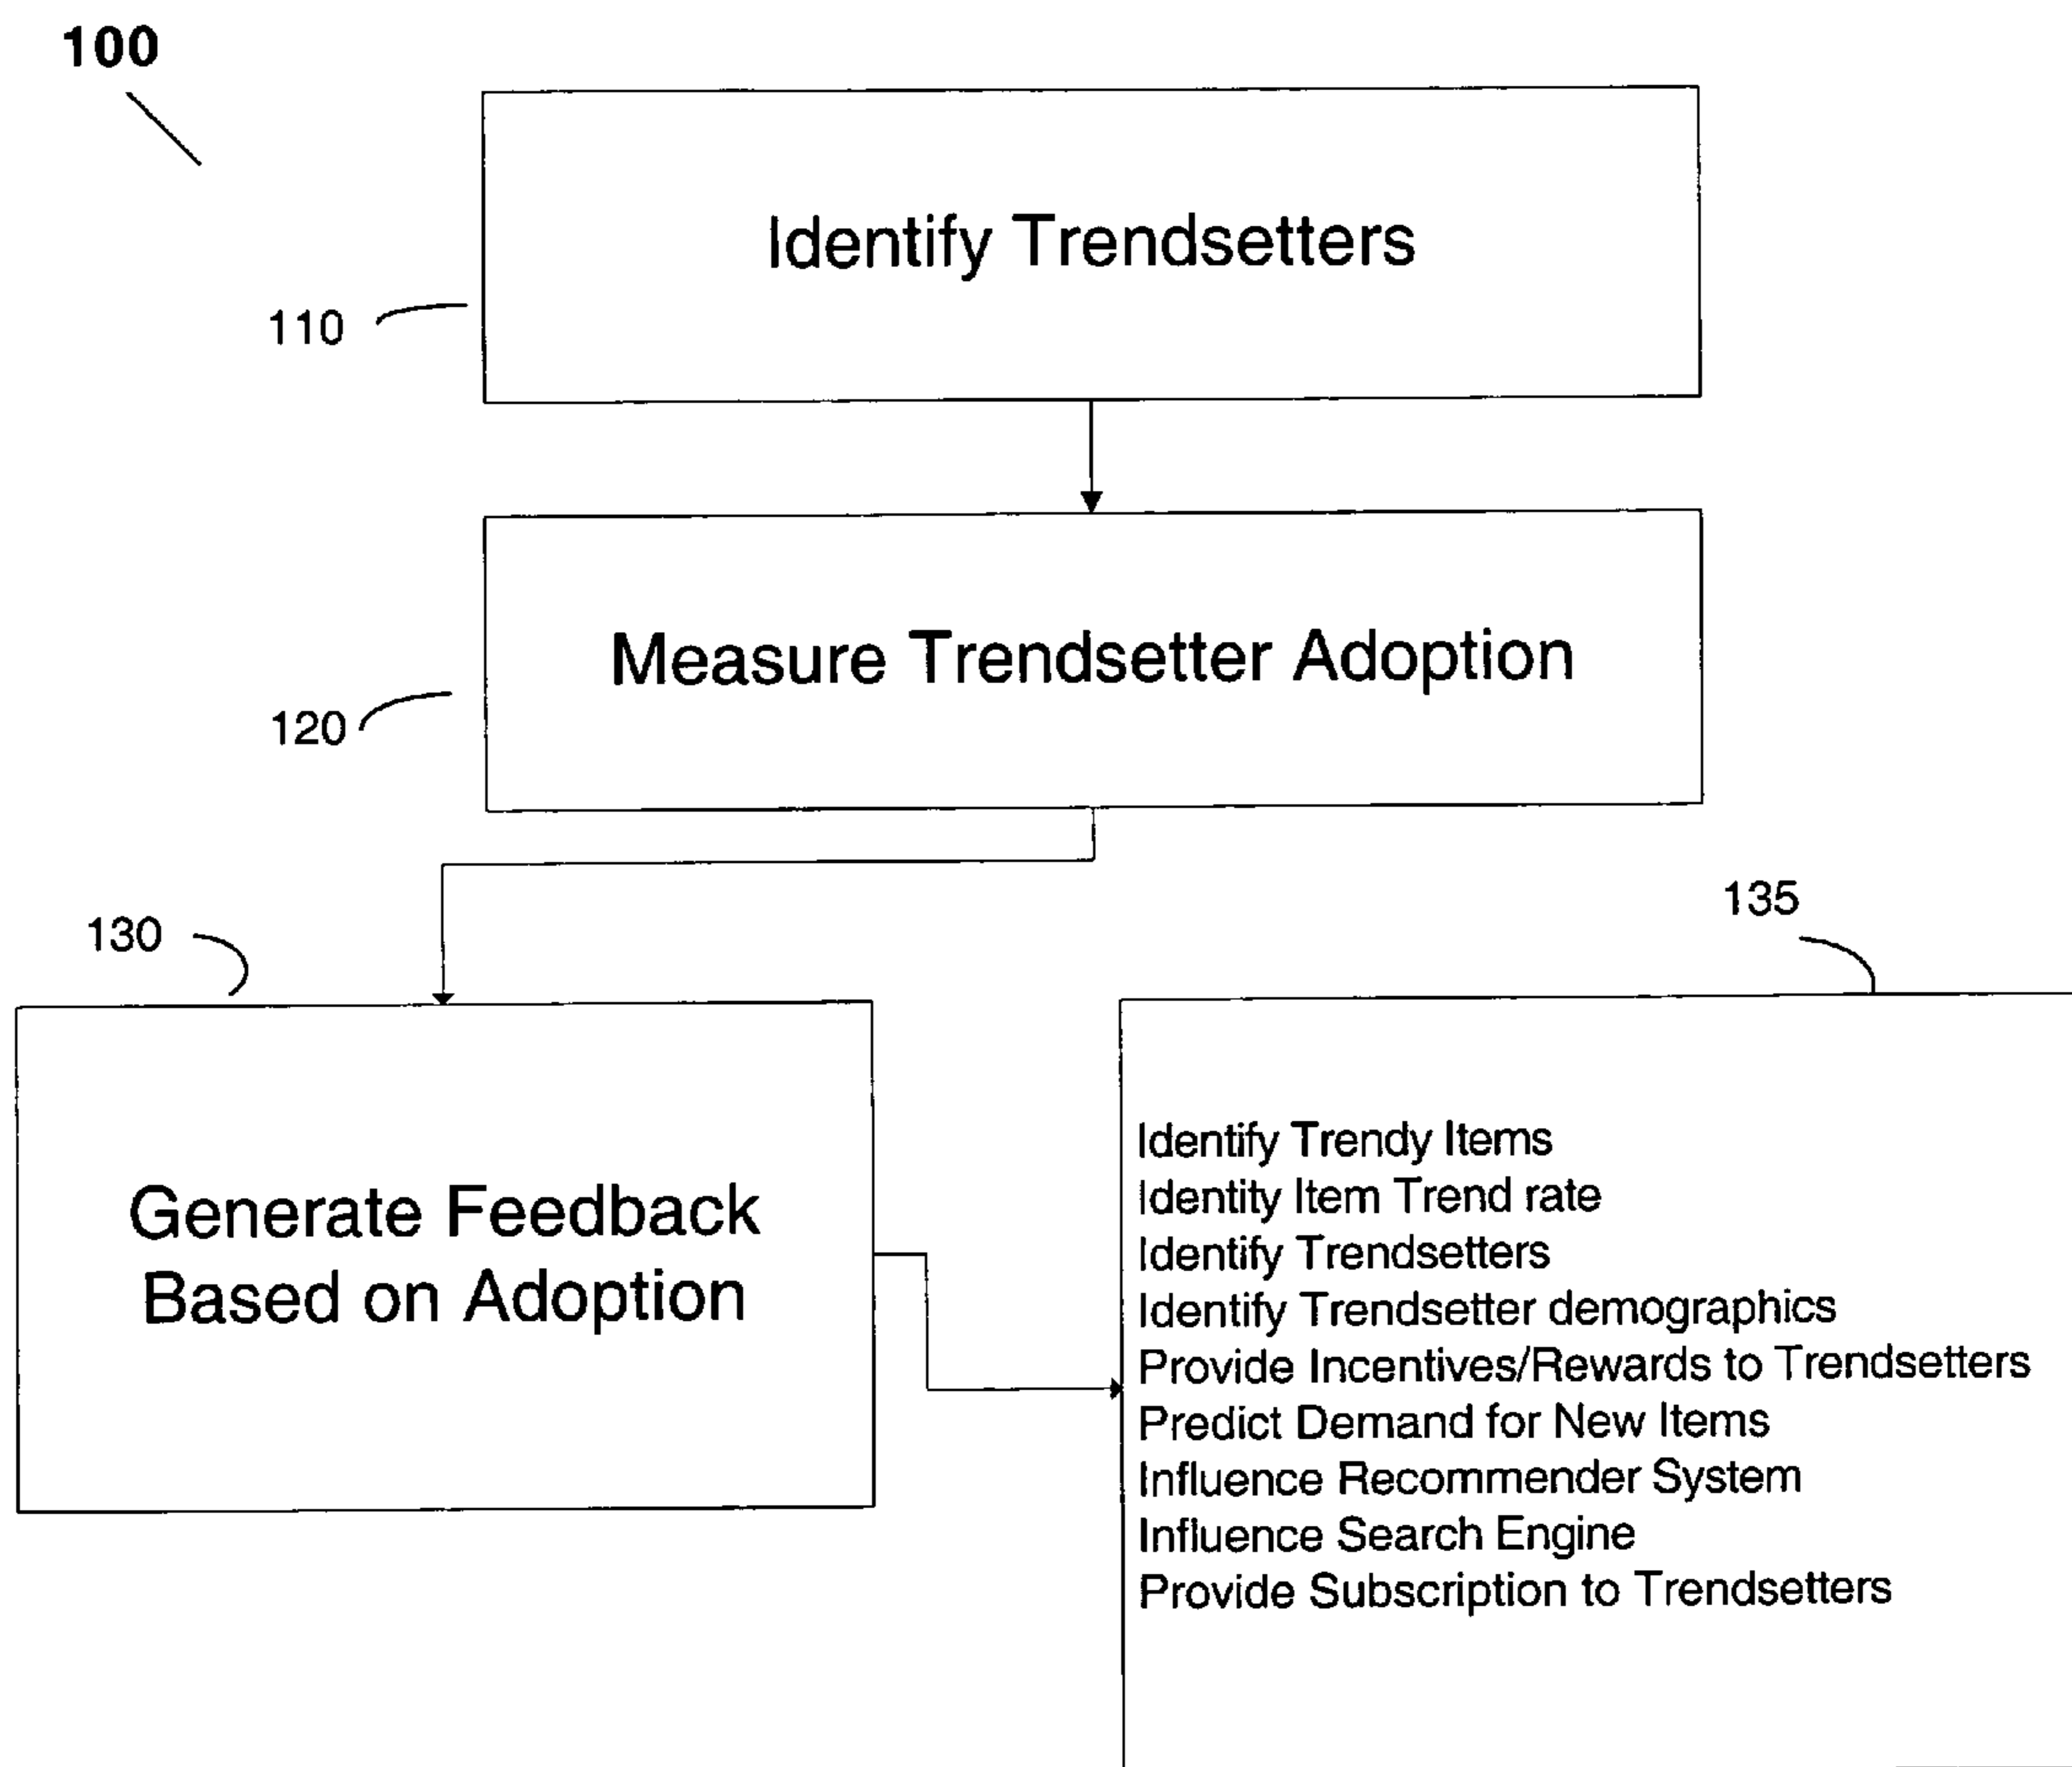 100
Identify Trendsetters
110
Measure Trendsetter Adoption
120
130
135
Generate Feedback
Based on Adoption
Identify Trendy Items
Identity Item Trend rate
Identify Trendsetters
Identify Trendsetter demographics
Provide Incentives/Rewards to Trendsetters
Predict Demand for New Items
Influence Recommender System
Influence Search Engine
Provide Subscription to Trendsetters